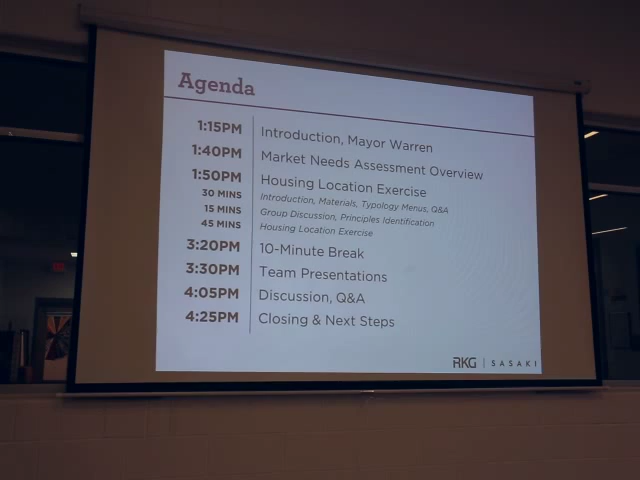 Agenda
1:15PM Introduction, Mayor Warren
1:40PM Market Needs Assessment Overview
1:50PM Housing Location Exercise
30 MINS Introduction, Materials, Typology Menus, Q&A
15 MINS Group Discussion, Principles Identification
45 MINS Housing Location Exercise
3:20PM 10-Minute Break
3:30PM Team Presentations
4:05PM Discussion, Q&A
4:25PM Closing & Next Steps
RKG | SASAKI